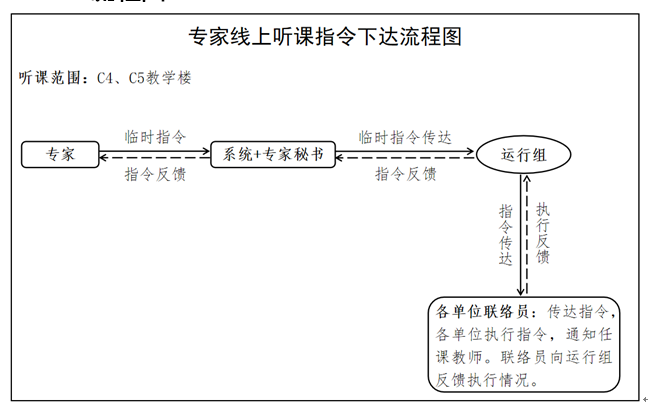 专家线上听课指令下达流程图
听课范围：C4、C5教学楼
临时指令
临时指令传达
专家
系统+专家秘书
运行组
指令反馈
指令反馈
指令传达
执行反馈
各单位联络员：传达指令，
各单位执行指令，通知任
课教师。联络员向运行组
反馈执行情况。